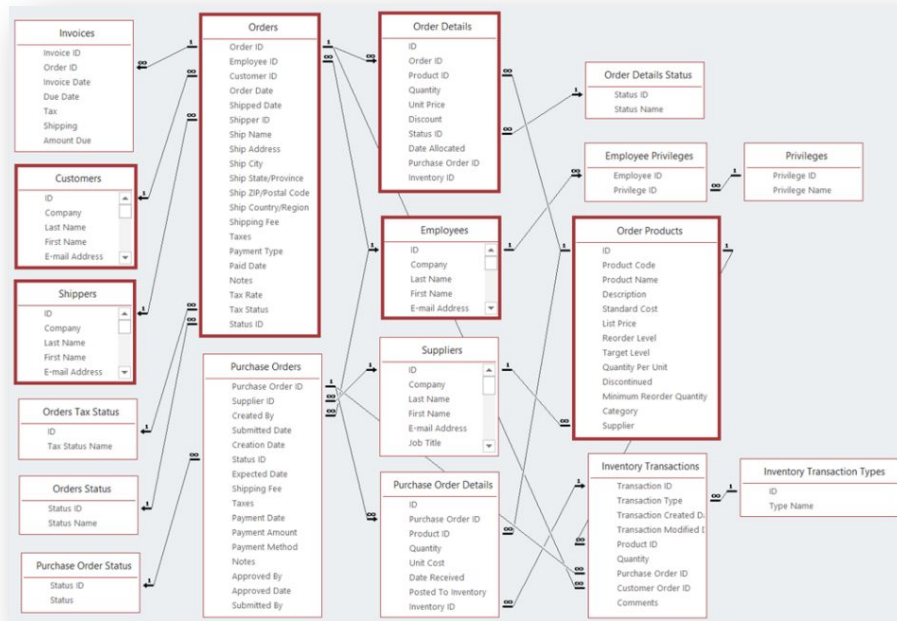 Invoices
Invoice ID
Order ID
Invoice Date
Due Date
Tax
Shipping
Amount Due
Customers
ID
Company
Last Name
First Name
E-mail Address
Shippers
ID
Company
Last Name
First Name
E-mail Address
Orders Tax Status
ID
Tax Status Name
Orders Status
Status ID
Status Name
Purchase Order Status
Status ID
Status
Orders
Order ID
Employee ID
Customer ID
Order Date
Shipped Date
Shipper ID
Ship Name
Ship Address
Ship City
Ship State/Province
Ship ZIP/Postal Code
Ship Country/Region
Shipping Fee
Taxes
Payment Type
Paid Date
Notes
Tax Rate
Tax Status
Status ID
Purchase Orders
Purchase Order ID
Supplier ID
Created By
Submitted Date
Creation Date
Status ID
Expected Date
Shipping Fee
Taxes
Payment Date
Payment Amount
Payment Method
Notes
Approved By
Approved Date
Submitted By
Order Details
ID
Order ID
Product ID
Quantity
Unit Price
Discount
Status ID
Date Allocated
Purchase Order ID
Inventory ID
Employees
ID
Company
Last Name
First Name
E-mail Address
Suppliers
ID
Company
Last Name
First Name
E-mail Address
Job Title
Purchase Order Details
ID
Purchase Order ID
Product ID
Quantity
Unit Cost
Date Received
Posted To Inventory
Inventory ID
Order Details Status
Status ID
Status Name
Employee Privileges
Employee ID
Privilege ID
Privileges
Privilege ID
Privilege Name
Order Products
ID
Product Code
Product Name
Description
Standard Cost
List Price
Reorder Level
Target Level
Quantity Per Unit
Discontinued
Minimum Reorder Quantity
Category
Supplier
Inventory Transactions
Transaction ID
Transaction Type
Transaction Created Da
Transaction Modified D
Product ID
Quantity
Purchase Order ID
Customer Order ID
Comments
Inventory Transaction Types
ID
Type Name